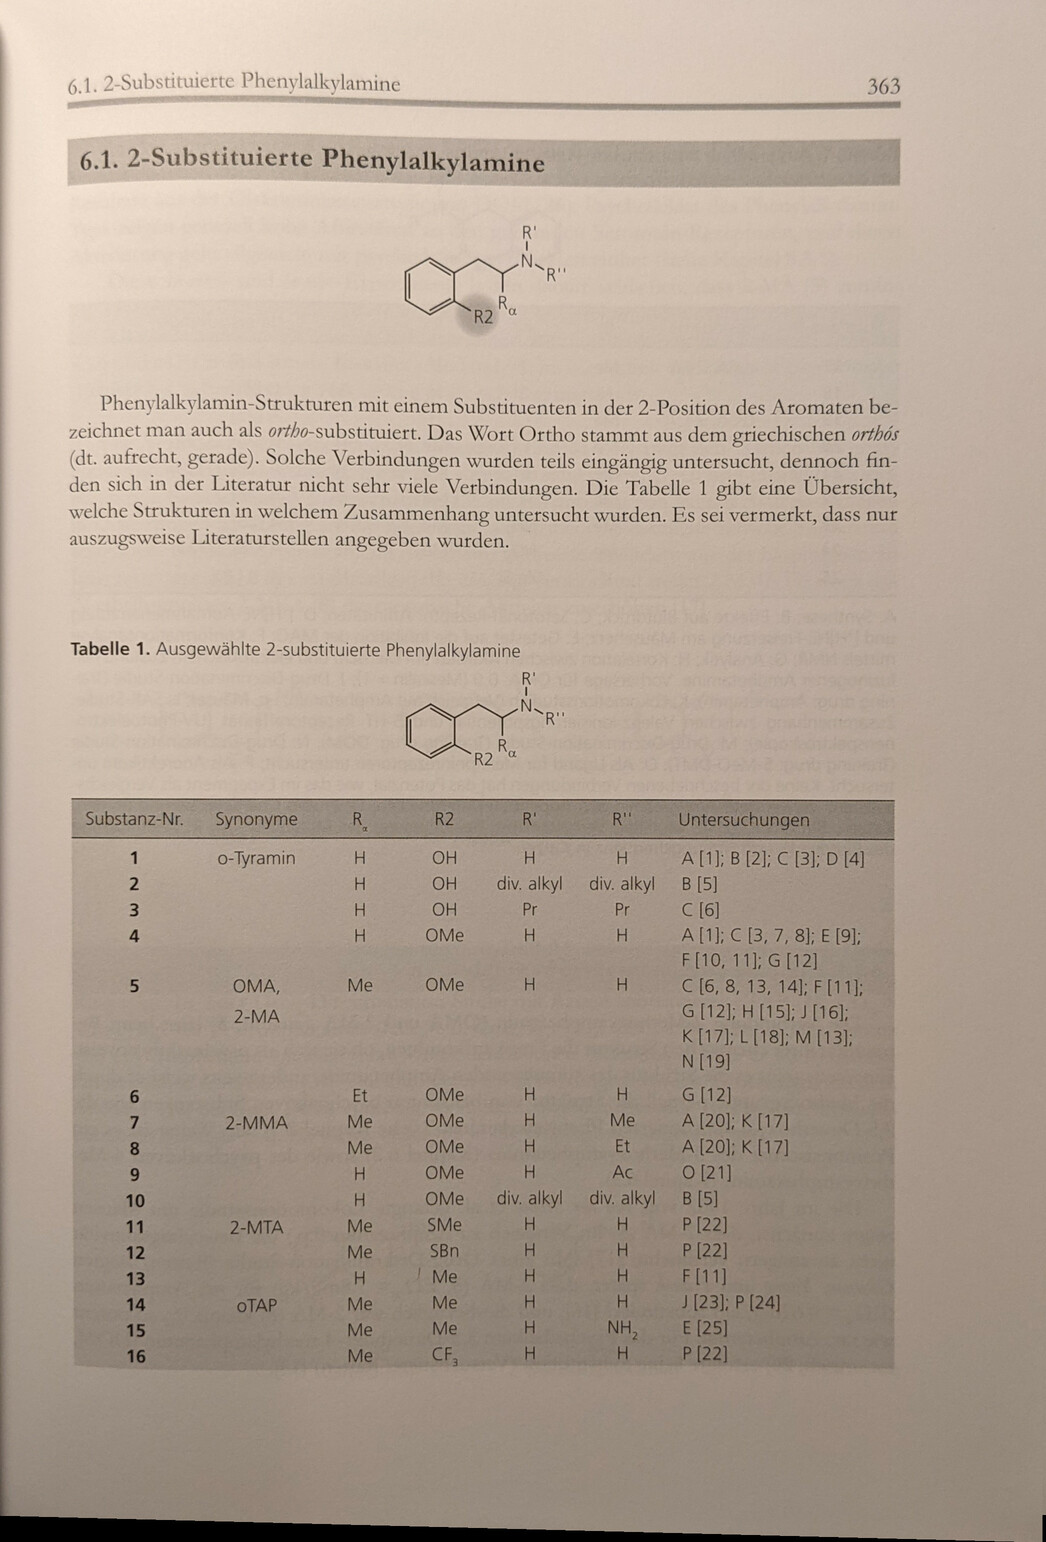 6.1. 2-Substituierte Phenylalkylamine 363
6.1. 2-Substituierte Phenylalkylamine
R'
N R''
R2 Rα
Phenylalkylamin-Strukturen mit einem Substituenten in der 2-Position des Aromaten be-
zeichnet man auch als ortho-substituiert. Das Wort Ortho stammt aus dem griechischen orthós
(dt. aufrecht, gerade). Solche Verbindungen wurden teils eingängig untersucht, dennoch fin-
den sich in der Literatur nicht sehr viele Verbindungen. Die Tabelle 1 gibt eine Übersicht,
welche Strukturen in welchem Zusammenhang untersucht wurden. Es sei vermerkt, dass nur
auszugsweise Literaturstellen angegeben wurden.
Tabelle 1. Ausgewählte 2-substituierte Phenylalkylamine
R'
N R''
R2 Rα
Substanz-Nr. Synonyme Rα R2 R' R'' Untersuchungen
1 o-Tyramin H OH H H A [1]; B [2]; C [3]; D [4]
2 H OH div. alkyl div. alkyl B [5]
3 H OH Pr Pr C [6]
4 H OMe H H A [1]; C [3, 7, 8]; E [9];
F [10, 11]; G [12]
5 OMA, Me OMe H H C [6, 8, 13, 14]; F [11];
2-MA G [12]; H [15]; J [16];
K [17]; L [18]; M [13];
N [19]
6 Et OMe H H G [12]
7 2-MMA Me OMe H Me A [20]; K [17]
8 Me OMe H Et A [20]; K [17]
9 H OMe H Ac O [21]
10 H OMe div. alkyl div. alkyl B [5]
11 2-MTA Me SMe H H P [22]
12 Me SBn H H P [22]
13 H Me H H F [11]
14 oTAP Me Me H H J [23]; P [24]
15 Me Me H NH₂ E [25]
16 Me CF₃ H H P [22]